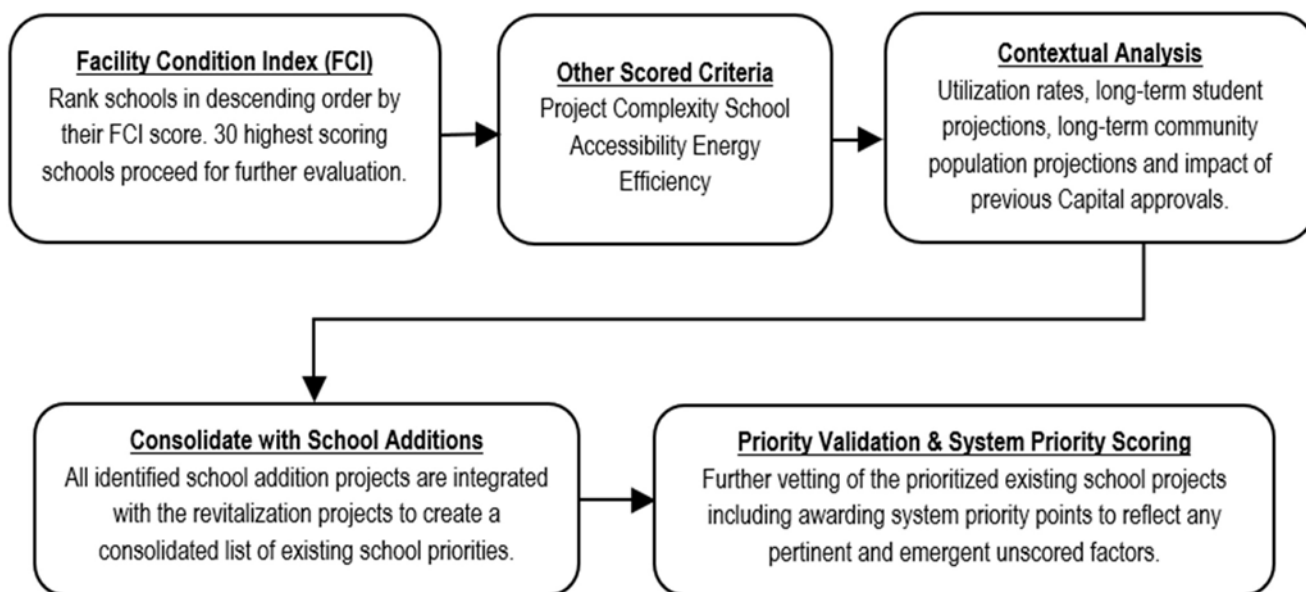 Facility Condition Index (FCI)
Rank schools in descending order by
their FCI score. 30 highest scoring
schools proceed for further evaluation.
Other Scored Criteria
Project Complexity School
Accessibility Energy
Efficiency
Contextual Analysis
Utilization rates, long-term student
projections, long-term community
population projections and impact of
previous Capital approvals.
Consolidate with School Additions
All identified school addition projects are integrated
with the revitalization projects to create a
consolidated list of existing school priorities.
Priority Validation & System Priority Scoring
Further vetting of the prioritized existing school projects
including awarding system priority points to reflect any
pertinent and emergent unscored factors.